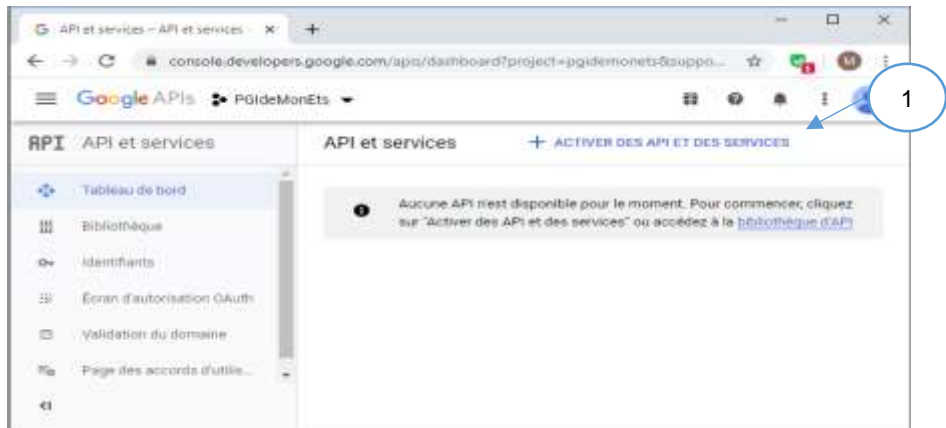 API et services – API et services
console.developers.google.com/apis/dashboard?project=pgidemonets&suppo...
Google APIs PGIdeMonEts
1
API API et services
API et services
+ ACTIVER DES API ET DES SERVICES
Tableau de bord
Bibliothèque
Identifiants
Écran d'autorisation OAuth
Validation du domaine
Page des accords d'utilis...
Aucune API n'est disponible pour le moment. Pour commencer, cliquez
sur "Activer des API et des services" ou accédez à la bibliothèque d'API